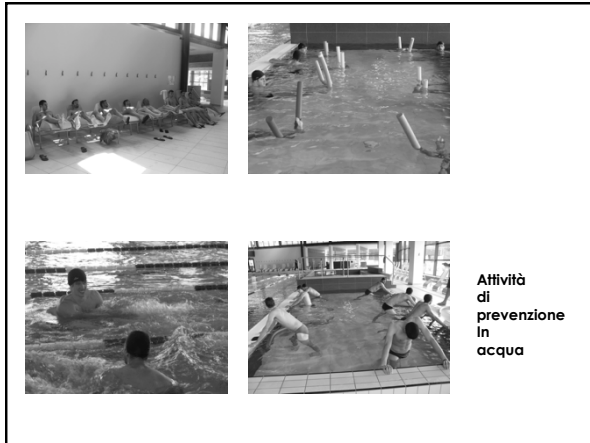 Attività
di
prevenzione
In
acqua